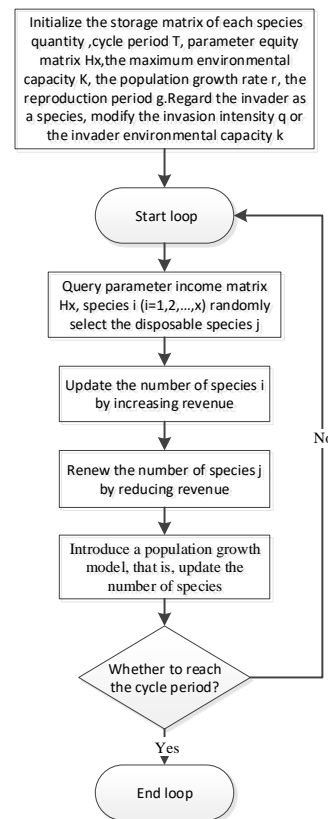 Initialize the storage matrix of each species
quantity ,cycle period T, parameter equity
matrix Hx,the maximum environmental
capacity K, the population growth rate r, the
reproduction period g.Regard the invader as
a species, modify the invasion intensity q or
the invader environmental capacity k
Start loop
Query parameter income matrix
Hx, species i (i=1,2,...,x) randomly
select the disposable species j
Update the number of species i
by increasing revenue
No
Renew the number of species j
by reducing revenue
Introduce a population growth
model, that is, update the
number of species
Whether to reach
the cycle period?
Yes
End loop